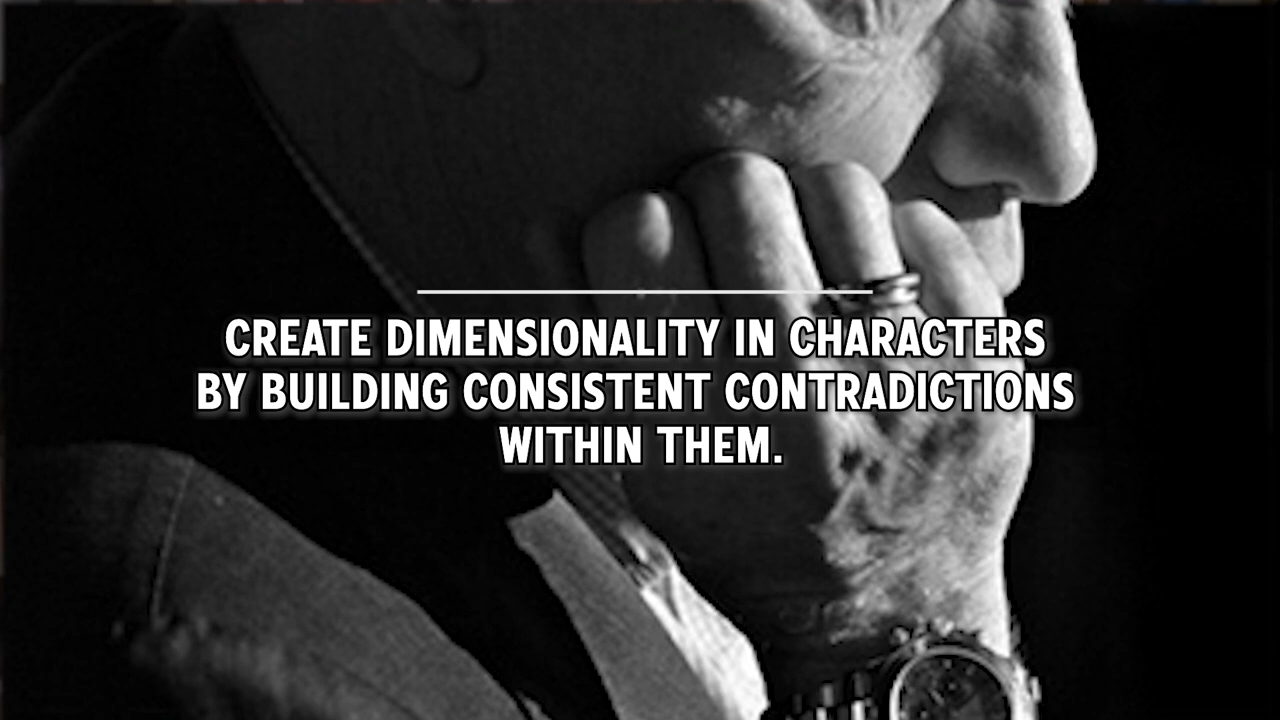 CREATE DIMENSIONALITY IN CHARACTERS
BY BUILDING CONSISTENT CONTRADICTIONS
WITHIN THEM.